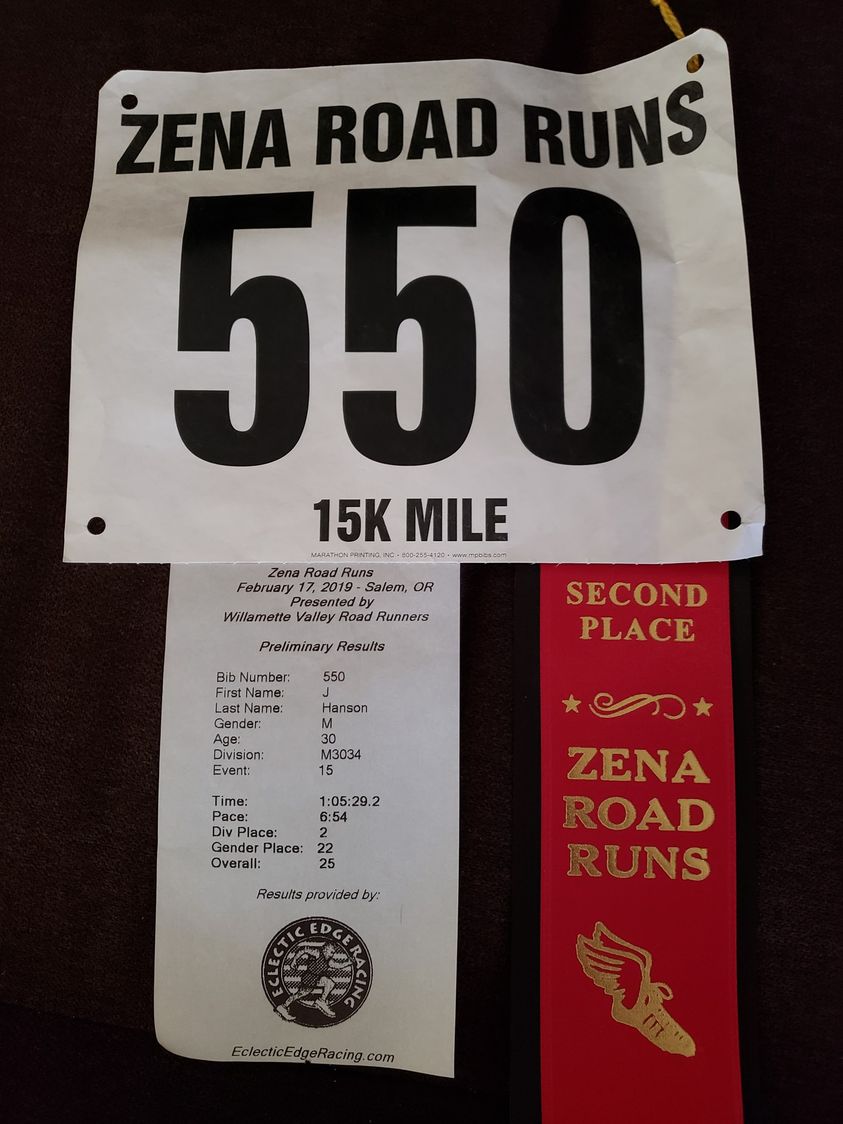 ZENA ROAD RUNS
550
15K MILE
MARATHON PRINTING, INC • 800-255-4120 • www.mpbibs.com
Zena Road Runs
February 17, 2019 - Salem, OR
Presented by
Willamette Valley Road Runners
Preliminary Results
Bib Number: 550
First Name: J
Last Name: Hanson
Gender: M
Age: 30
Division: M3034
Event: 15
Time: 1:05:29.2
Pace: 6:54
Div Place: 2
Gender Place: 22
Overall: 25
Results provided by:
ECLECTIC EDGE RACING
EclecticEdgeRacing.com
SECOND
PLACE
ZENA
ROAD
RUNS